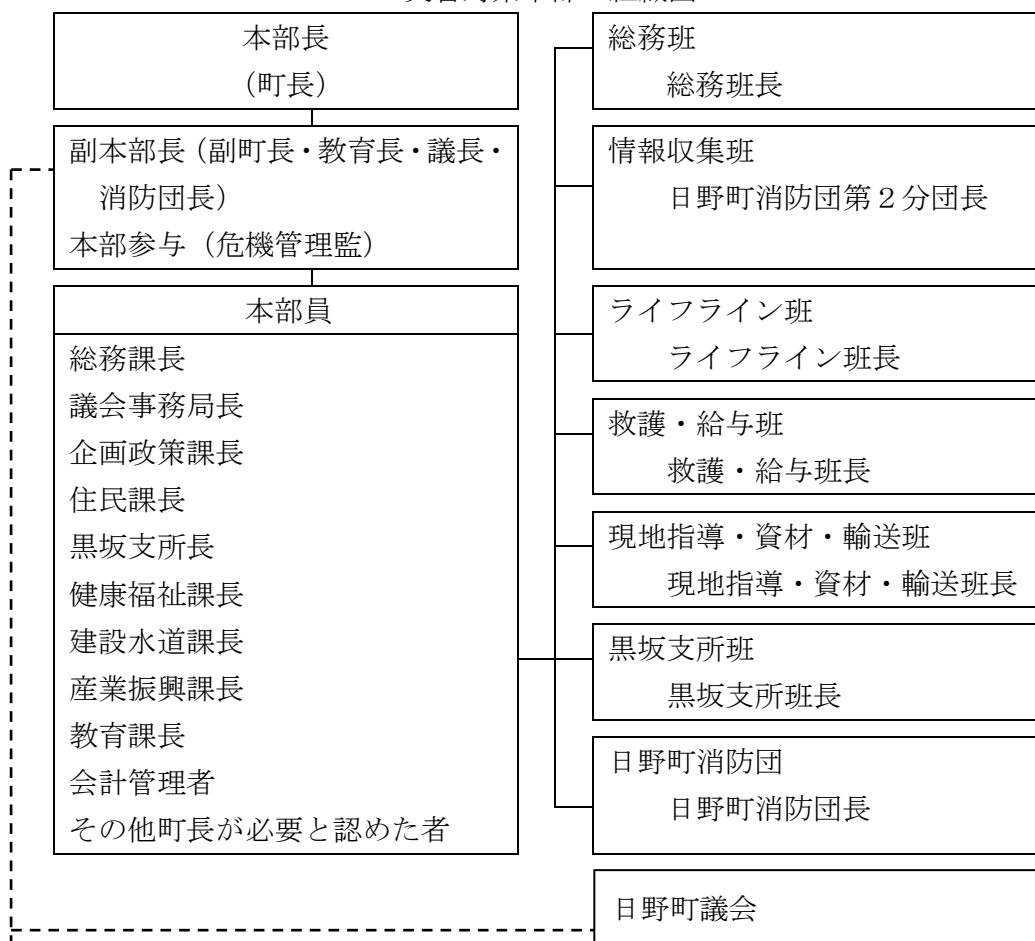 本部長
(町長)
副本部長(副町長・教育長・議長・
消防団長)
本部参与(危機管理監)
本部員
総務課長
議会事務局長
企画政策課長
住民課長
黒坂支所長
健康福祉課長
建設水道課長
産業振興課長
教育課長
会計管理者
その他町長が必要と認めた者
総務班
総務班長
情報収集班
日野町消防団第2分団長
ライフライン班
ライフライン班長
救護・給与班
救護・給与班長
現地指導・資材・輸送班
現地指導・資材・輸送班長
黒坂支所班
黒坂支所班長
日野町消防団
日野町消防団長
日野町議会